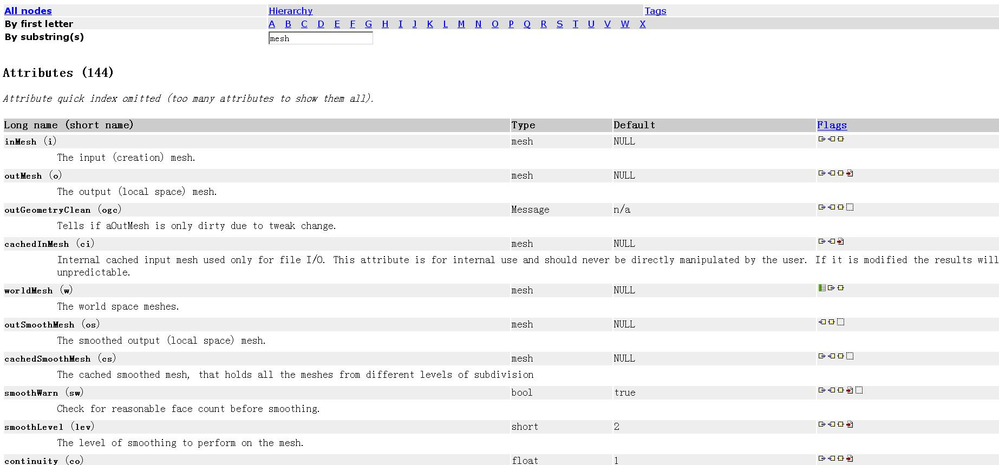 All nodes Hierarchy Tags
By first letter A B C D E F G H I J K L M N O P Q R S T U V W X
By substring(s) mesh
Attributes (144)
Attribute quick index omitted (too many attributes to show them all).
Long name (short name) Type Default Flags
inMesh (i) mesh NULL
The input (creation) mesh.
outMesh (o) mesh NULL
The output (local space) mesh.
outGeometryClean (ogc) Message n/a
Tells if aOutMesh is only dirty due to tweak change.
cachedInMesh (ci) mesh NULL
Internal cached input mesh used only for file I/O. This attribute is for internal use and should never be directly manipulated by the user. If it is modified the results will
unpredictable.
worldMesh (w) mesh NULL
The world space meshes.
outSmoothMesh (os) mesh NULL
The smoothed output (local space) mesh.
cachedSmoothMesh (cs) mesh NULL
The cached smoothed mesh, that holds all the meshes from different levels of subdivision
smoothWarn (sw) bool true
Check for reasonable face count before smoothing.
smoothLevel (lev) short 2
The level of smoothing to perform on the mesh.
continuity (co) float 1